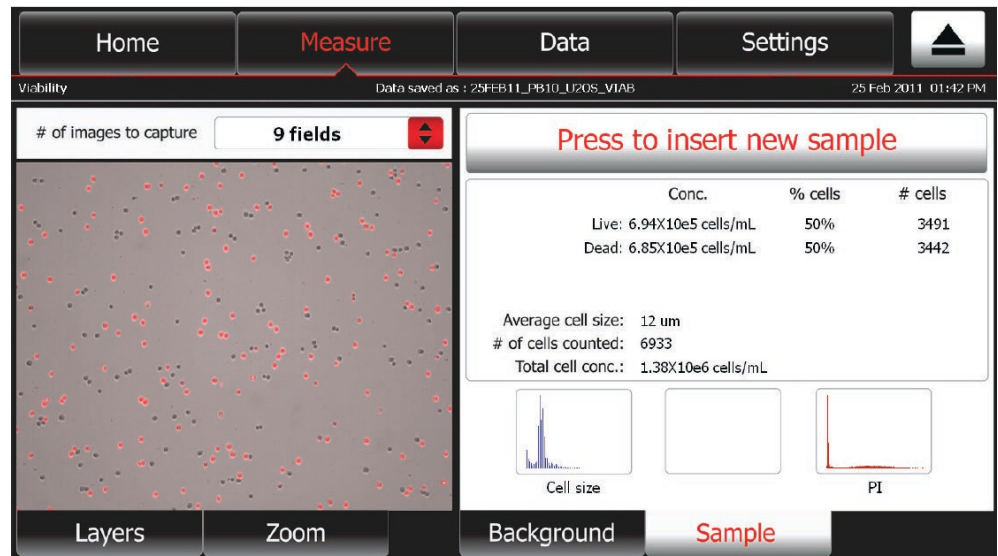 Home Measure Data Settings
Viability Data saved as : 25FEB11_PB10_U2OS_VIAB 25 Feb 2011 01:42 PM
# of images to capture 9 fields
Press to insert new sample
Conc. % cells # cells
Live: 6.94X10e5 cells/mL 50% 3491
Dead: 6.85X10e5 cells/mL 50% 3442
Average cell size: 12 um
# of cells counted: 6933
Total cell conc.: 1.38X10e6 cells/mL
Cell size PI
Layers Zoom Background Sample